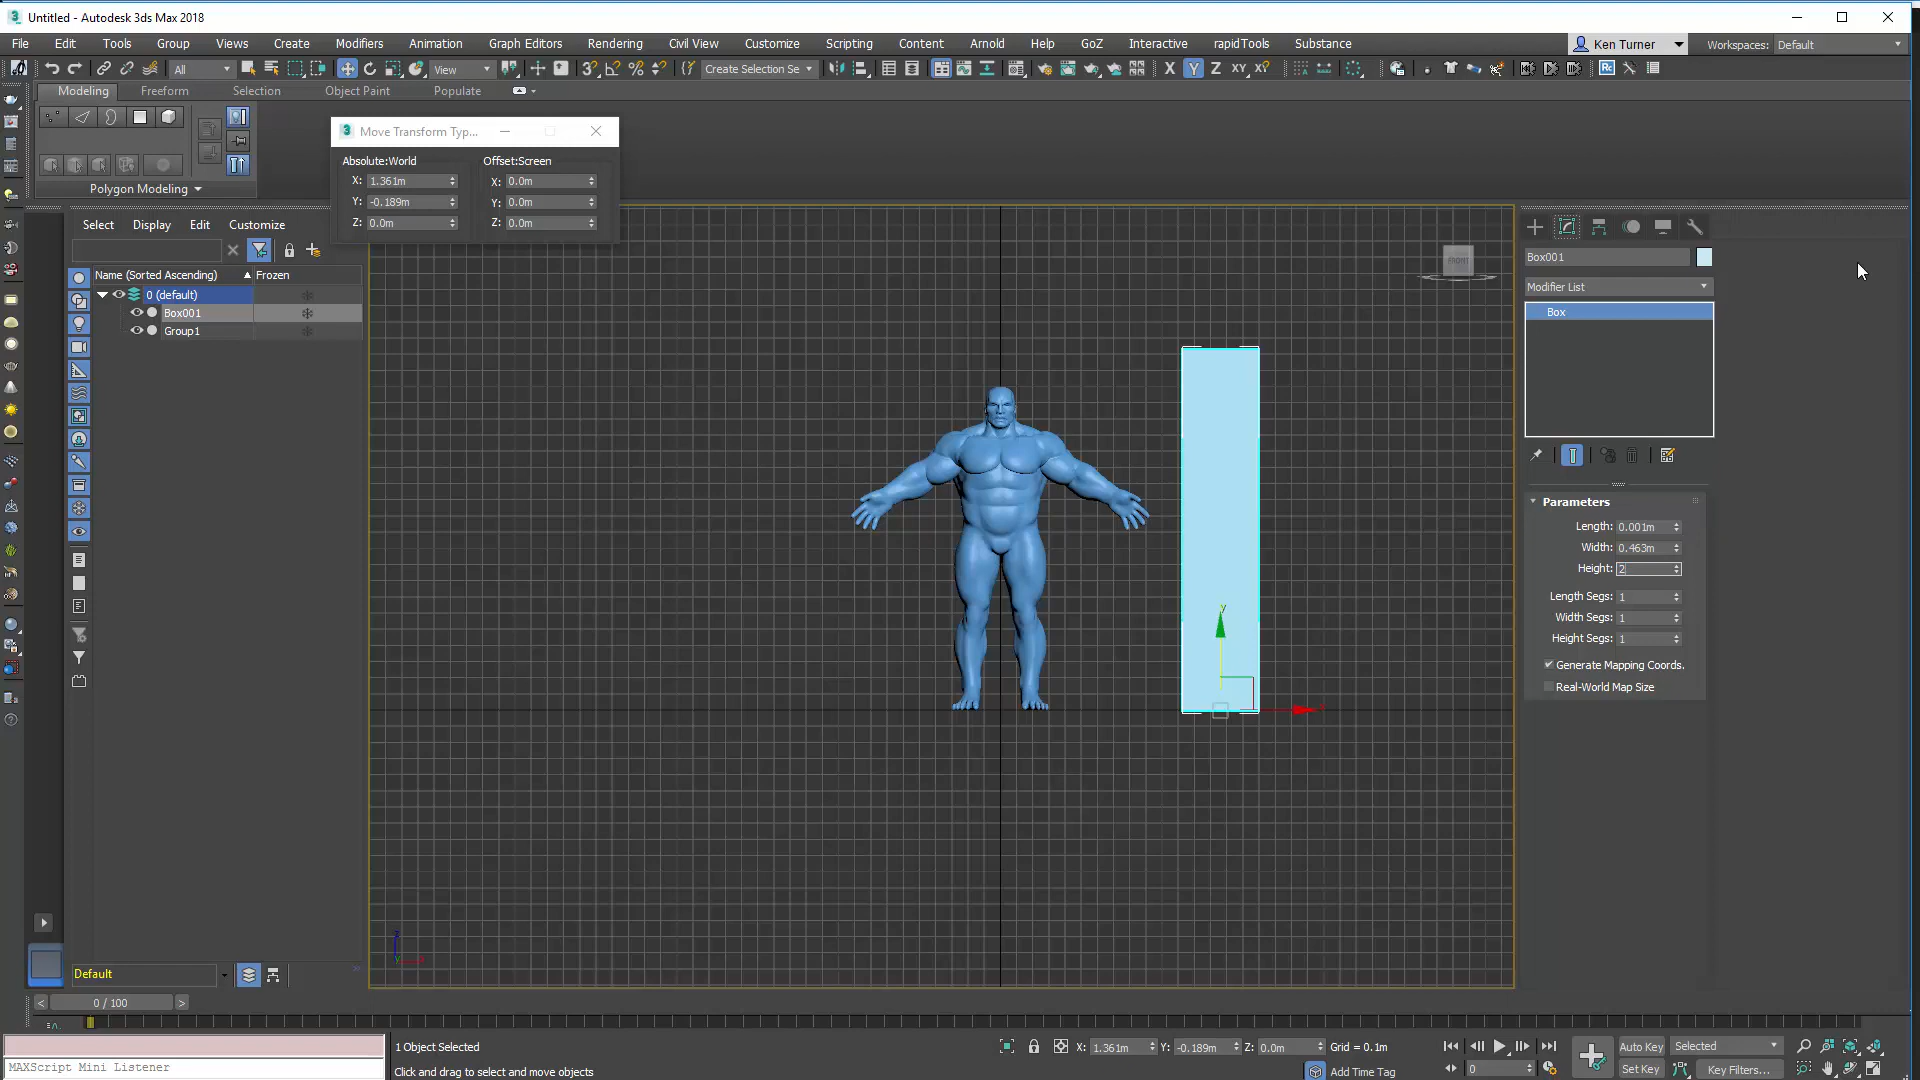 Untitled - Autodesk 3ds Max 2018
File Edit Tools Group Views Create Modifiers Animation Graph Editors Rendering Civil View Customize Scripting Content Arnold Help GoZ Interactive rapidTools Substance Ken Turner Workspaces: Default
All View Create Selection Se X Y Z XY XY
Modeling Freeform Selection Object Paint Populate
Polygon Modeling
Move Transform Typ...
Absolute:World Offset:Screen
X: 1.361m X: 0.0m
Y: -0.189m Y: 0.0m
Z: 0.0m Z: 0.0m
Select Display Edit Customize
Name (Sorted Ascending) Frozen
0 (default)
Box001
Group1
FRONT
Box001
Modifier List
Box
Parameters
Length: 0.001m
Width: 0.463m
Height: 2
Length Segs: 1
Width Segs: 1
Height Segs: 1
Generate Mapping Coords.
Real-World Map Size
Default
0 / 100
1 Object Selected X: 1.361m Y: -0.189m Z: 0.0m Grid = 0.1m Auto Key Selected
MAXScript Mini Listener Click and drag to select and move objects Add Time Tag 0 Set Key Key Filters...